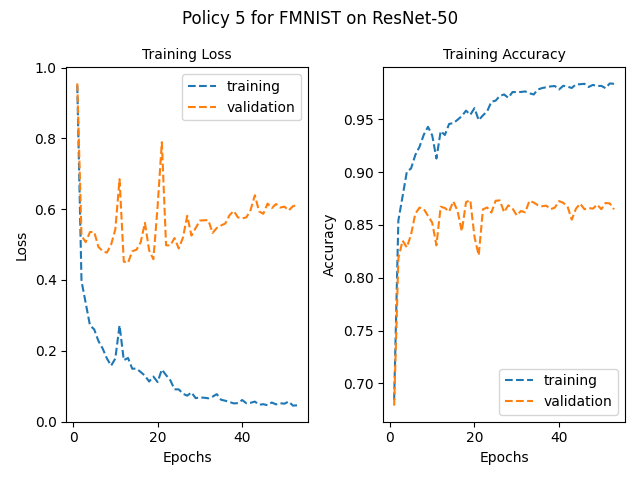 Policy 5 for FMNIST on ResNet-50
Training Loss
1.0
0.8
0.6
0.4
0.2
0.0
Loss
0
20
40
Epochs
training
validation
Training Accuracy
0.95
0.90
0.85
0.80
0.75
0.70
Accuracy
0
20
40
Epochs
training
validation